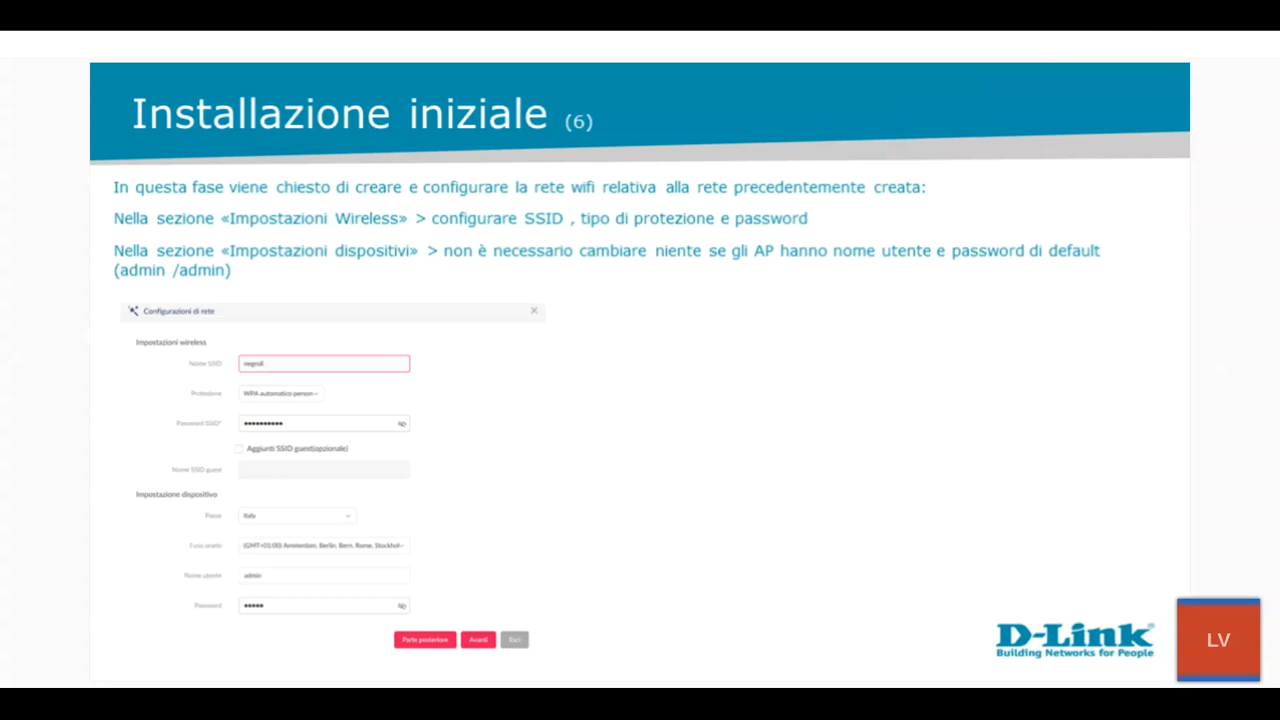 Installazione iniziale (6)
In questa fase viene chiesto di creare e configurare la rete wifi relativa alla rete precedentemente creata:
Nella sezione «Impostazioni Wireless» > configurare SSID , tipo di protezione e password
Nella sezione «Impostazioni dispositivi» > non è necessario cambiare niente se gli AP hanno nome utente e password di default
(admin /admin)
Configurazioni di rete
Impostazioni wireless
Nome SSID
Protezione WPA automatico person
Password SSID* ••••••••••
Aggiunti SSID guest(opzionale)
Nome SSID guest
Impostazione dispositivo
Paese Italy
Fuso orario (GMT+01:00) Amsterdam, Berlin, Bern, Rome, Stockhol
Nome utente admin
Password •••••
Parte posteriore Avanti Esci
D-Link
Building Networks for People
LV